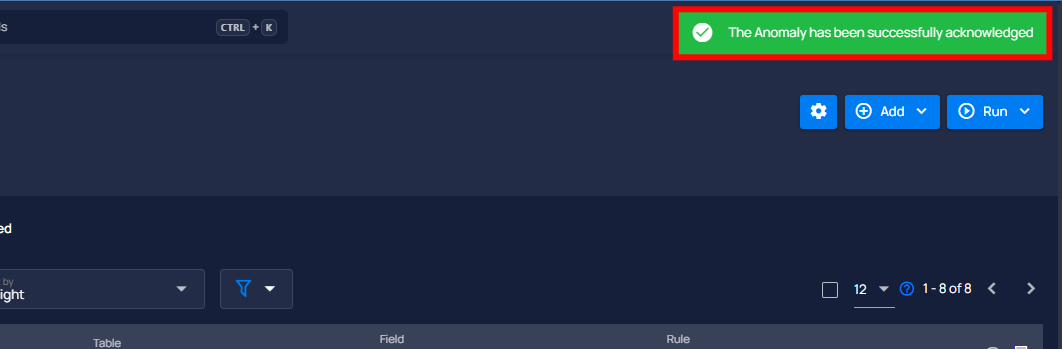 CTRL + K
The Anomaly has been successfully acknowledged
Add
Run
ed
by
ight
12
1 - 8 of 8
Table
Field
Rule